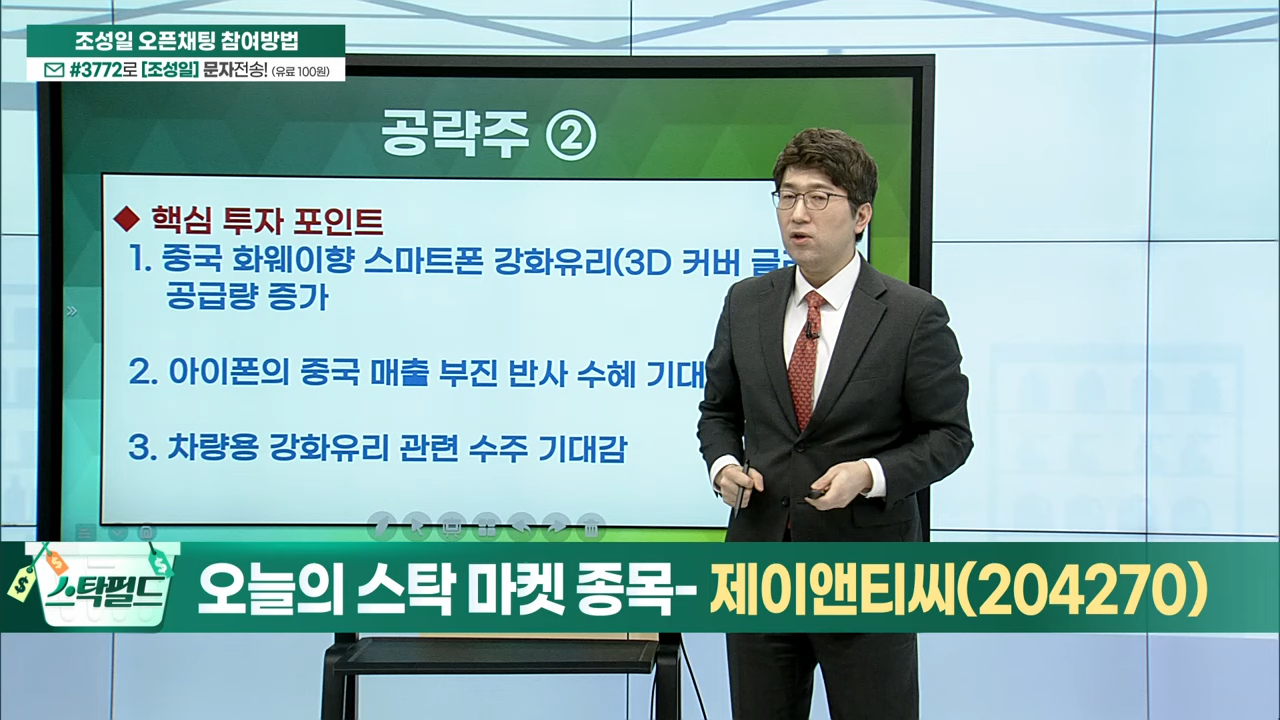 조성일 오픈채팅 참여방법
#3772로 [조성일] 문자전송! (유료 100원)
공략주 ②
◆ 핵심 투자 포인트
1. 중국 화웨이향 스마트폰 강화유리(3D 커버
공급량 증가
2. 아이폰의 중국 매출 부진 반사 수혜 기대
3. 차량용 강화유리 관련 수주 기대감
스탁펄드
오늘의 스탁 마켓 종목- 제이앤티씨(204270)